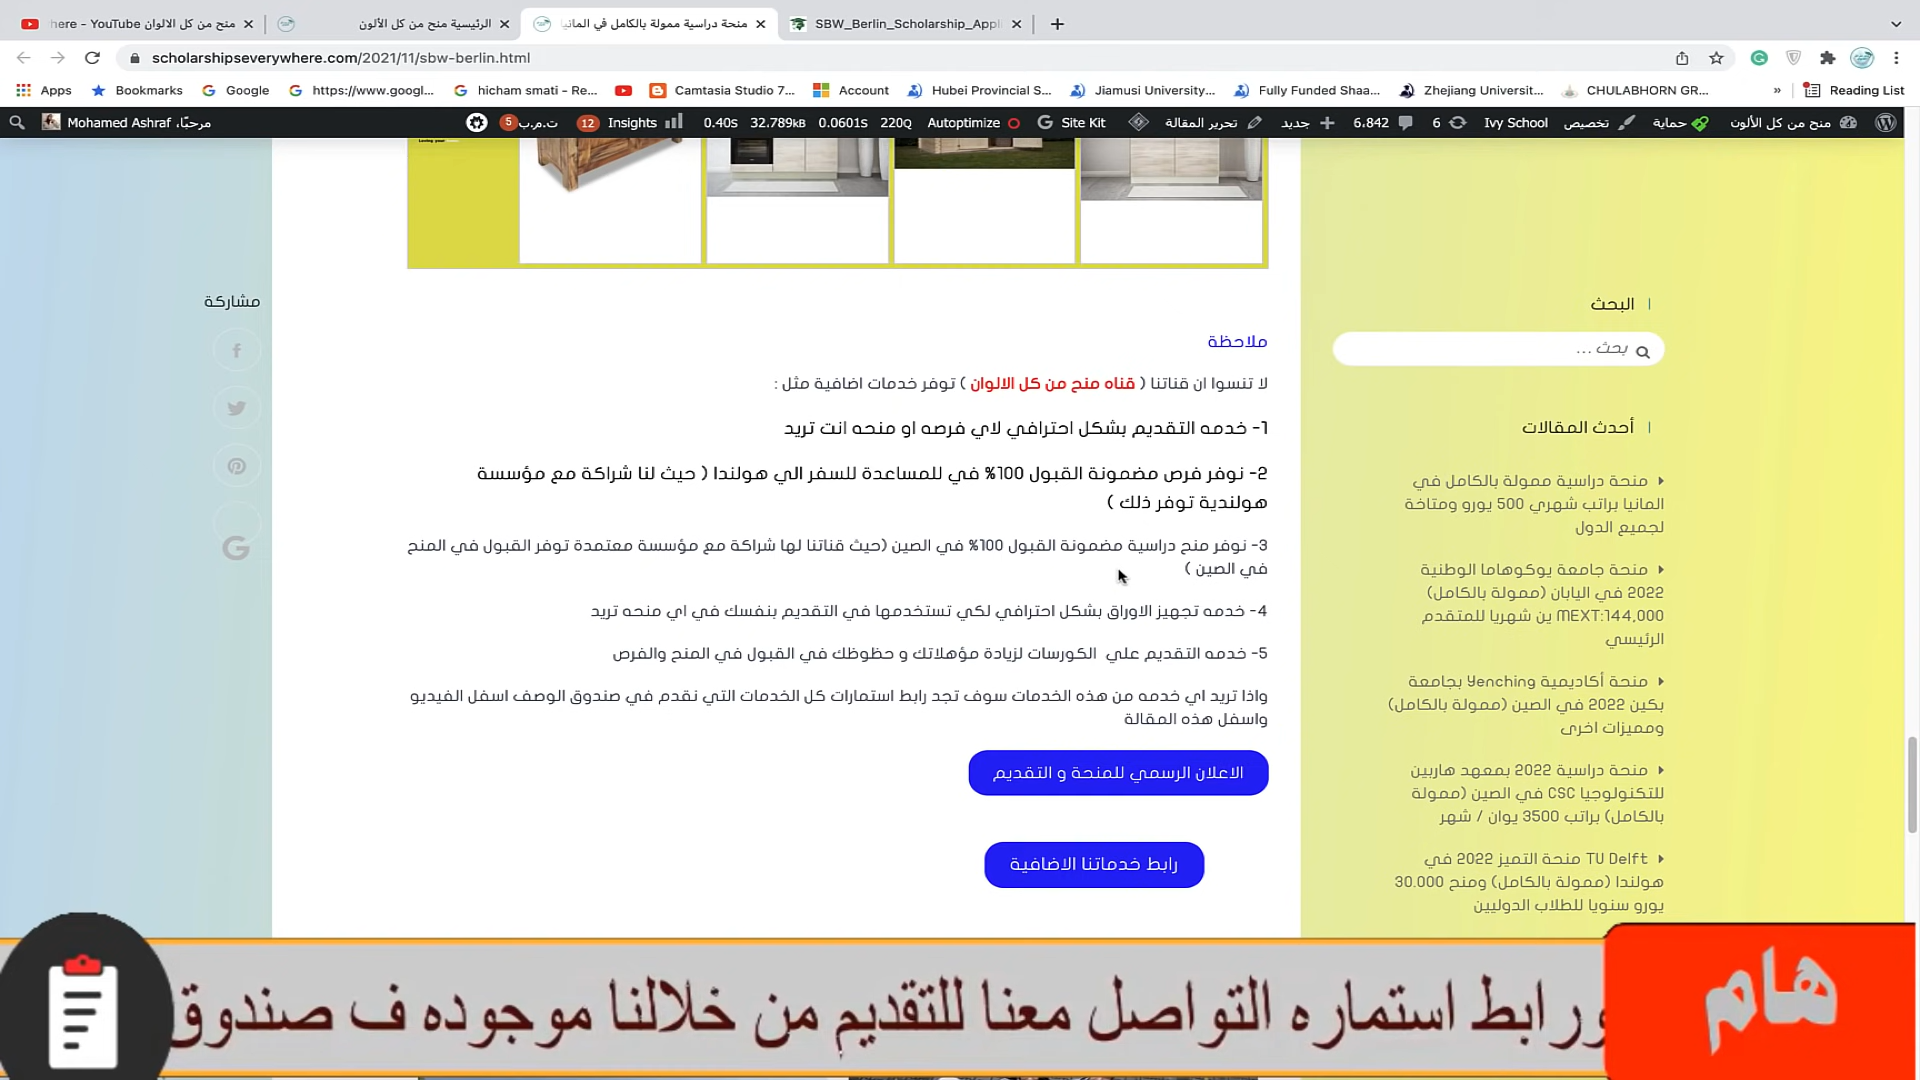 here - YouTube منح من كل الالوان
الرئيسية منح من كل الألون
منحة دراسية ممولة بالكامل في المانيا
SBW_Berlin_Scholarship_Appl
scholarshipseverywhere.com/2021/11/sbw-berlin.html
Apps
Bookmarks
Google
https://www.googl...
hicham smati - Re...
Camtasia Studio 7...
Account
Hubei Provincial S...
Jiamusi University...
Fully Funded Shaa...
Zhejiang Universit...
CHULABHORN GR...
»
Reading List
مرحبًا، Mohamed Ashraf
ت.م.ب 5
12 Insights
0.40S 32.789kB 0.0601S 220Q
Autoptimize
Site Kit
تحرير المقالة
جديد
6.842
6
Ivy School
تخصيص
حماية
منح من كل الألون
مشاركة
ملاحظة
لا تنسوا ان قناتنا ( قناه منح من كل الالوان ) توفر خدمات اضافية مثل :
1- خدمه التقديم بشكل احترافي لاي فرصه او منحه انت تريد
2- نوفر فرص مضمونة القبول 100% في للمساعدة للسفر الي هولندا ( حيث لنا شراكة مع مؤسسة
هولندية توفر ذلك )
3- نوفر منح دراسية مضمونة القبول 100% في الصين (حيث قناتنا لها شراكة مع مؤسسة معتمدة توفر القبول في المنح
في الصين )
4- خدمه تجهيز الاوراق بشكل احترافي لكي تستخدمها في التقديم بنفسك في اي منحه تريد
5- خدمه التقديم علي الكورسات لزيادة مؤهلاتك و حظوظك في القبول في المنح والفرص
واذا تريد اي خدمه من هذه الخدمات سوف تجد رابط استمارات كل الخدمات التي نقدم في صندوق الوصف اسفل الفيديو
واسفل هذه المقالة
الاعلان الرسمي للمنحة و التقديم
رابط خدماتنا الاضافية
البحث
بحث ...
أحدث المقالات
منحة دراسية ممولة بالكامل في
المانيا براتب شهري 500 يورو ومتاخة
لجميع الدول
منحة جامعة يوكوهاما الوطنية
2022 في اليابان (ممولة بالكامل)
MEXT:144,000 ين شهريا للمتقدم
الرئيسي
منحة أكاديمية Yenching بجامعة
بكين 2022 في الصين (ممولة بالكامل)
ومميزات اخرى
منحة دراسية 2022 بمعهد هاربين
للتكنولوجيا CSC في الصين (ممولة
بالكامل) براتب 3500 يوان / شهر
TU Delft منحة التميز 2022 في
هولندا (ممولة بالكامل) ومنح 30.000
يورو سنويا للطلاب الدوليين
هام
ورابط استماره التواصل معنا للتقديم من خلالنا موجوده ف صندوق